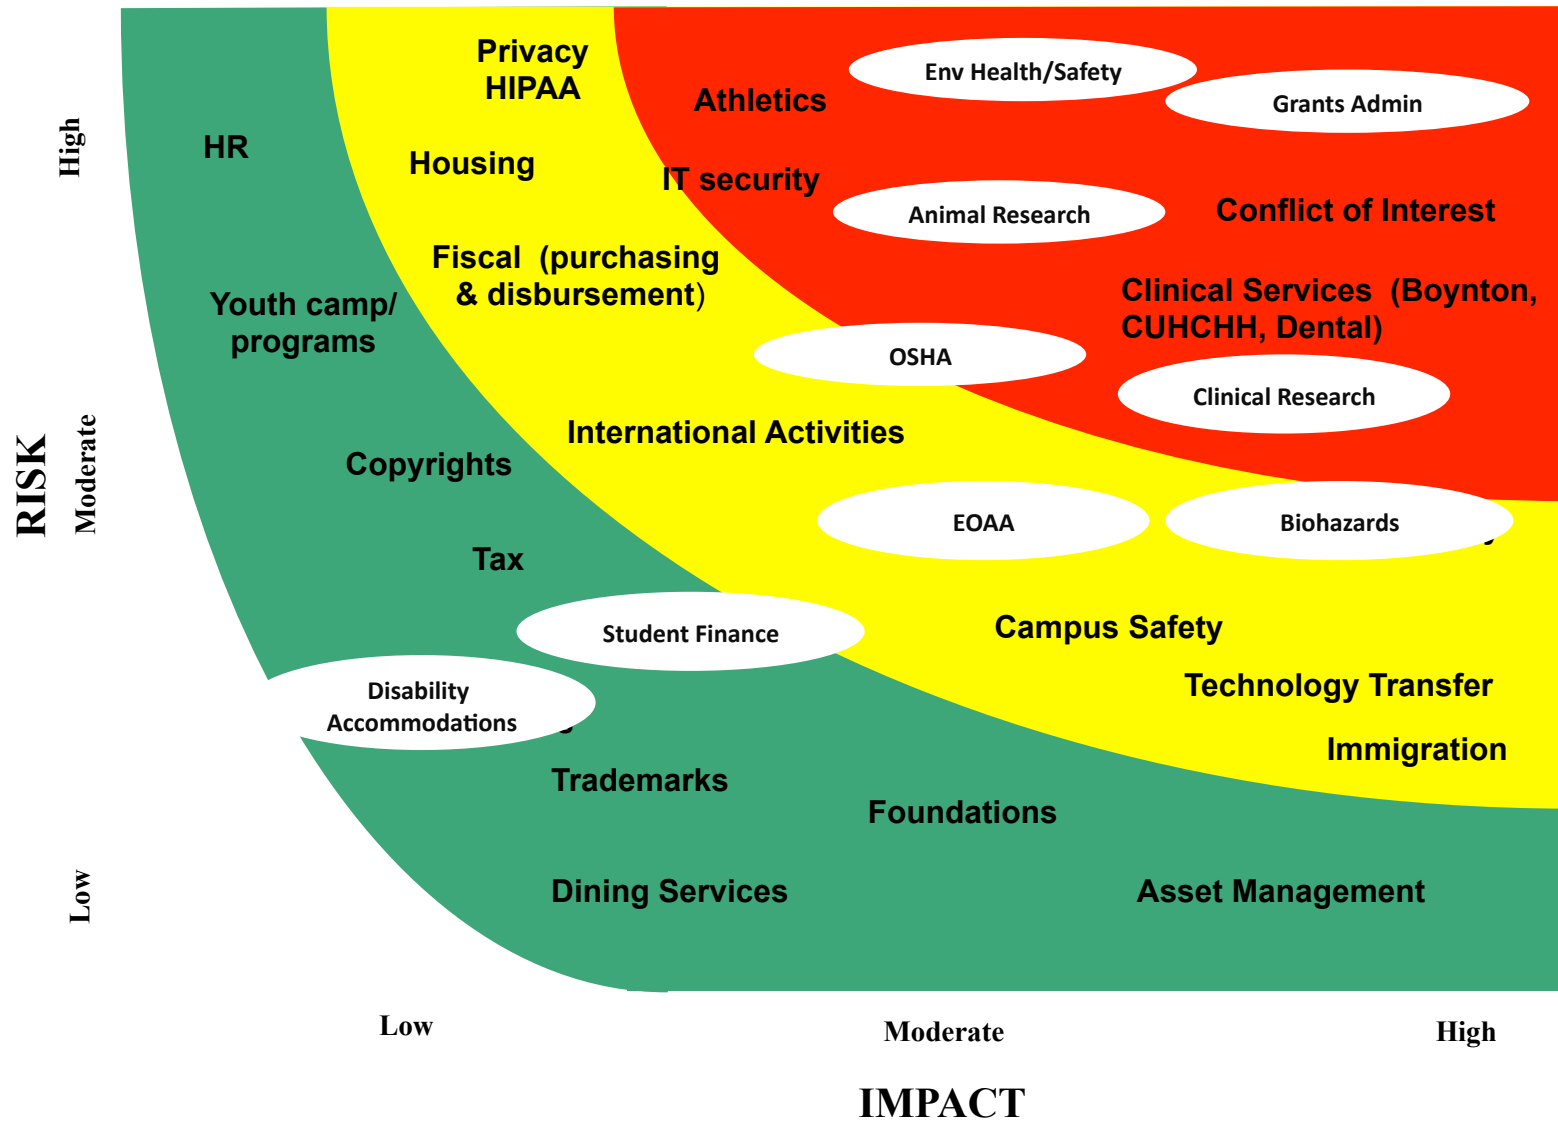 Privacy
HIPAA
Env Health/Safety
Athletics
Grants Admin
HR
Housing
IT security
Animal Research
Conflict of Interest
High
Fiscal (purchasing
& disbursement)
Youth camp/
programs
Clinical Services (Boynton,
CUHCHH, Dental)
OSHA
Clinical Research
International Activities
Copyrights
RISK
Moderate
EOAA
Biohazards
Tax
Student Finance
Campus Safety
Disability
Accommodations
Technology Transfer
Immigration
Trademarks
Foundations
Low
Dining Services
Asset Management
Low
Moderate
High
IMPACT